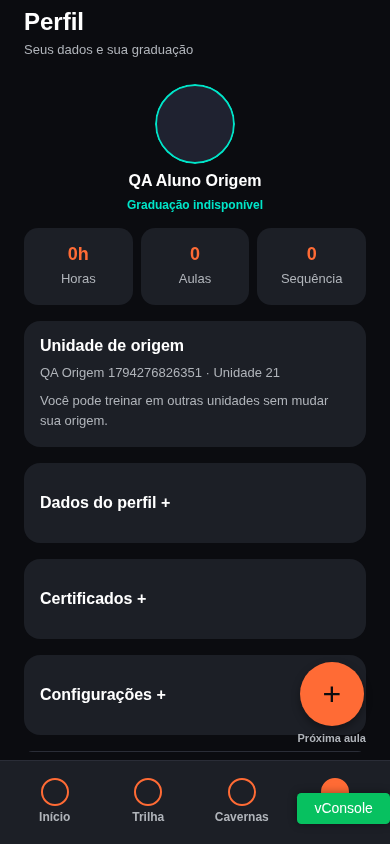 Perfil
Seus dados e sua graduação
QA Aluno Origem
Graduação indisponível
0h
Horas
0
Aulas
0
Sequência
Unidade de origem
QA Origem 1794276826351 · Unidade 21
Você pode treinar em outras unidades sem mudar
sua origem.
Dados do perfil +
Certificados +
Configurações +
+
Próxima aula
Início
Trilha
Cavernas
vConsole